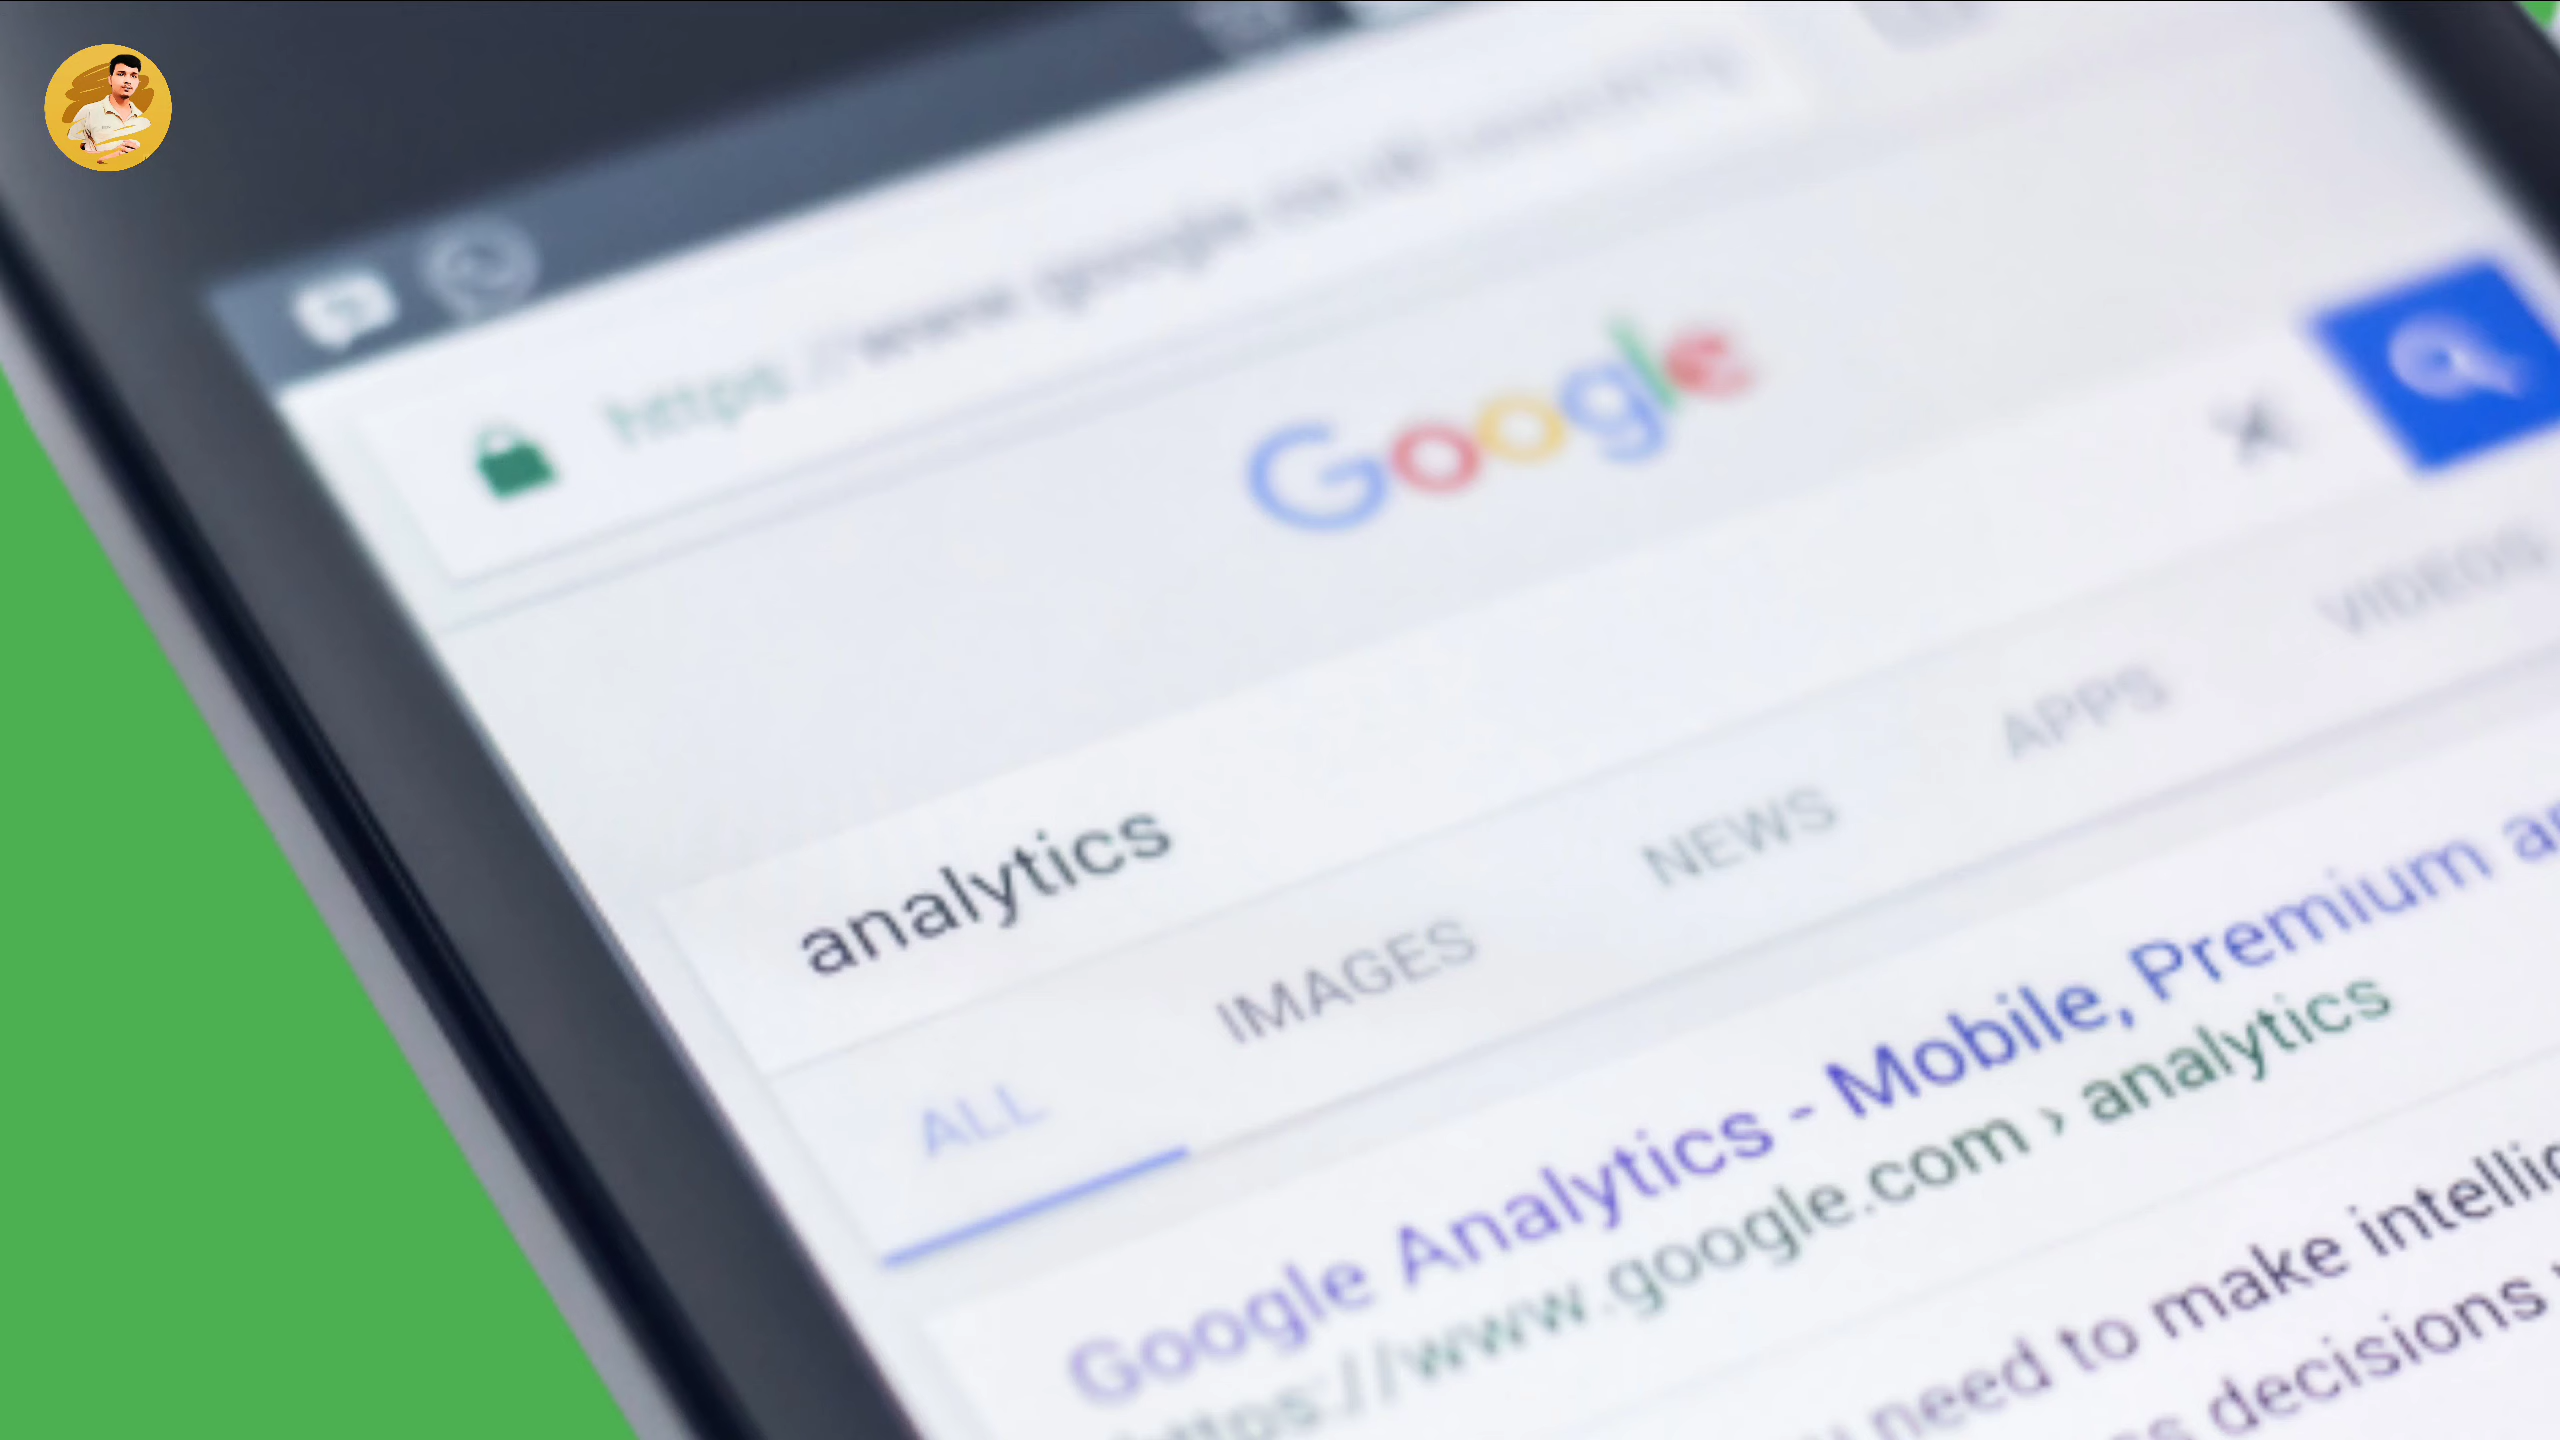 https://www.google
Google
analytics
ALL IMAGES NEWS APPS VIDEOS
Google Analytics - Mobile, Premium
https://www.google.com › analytics
need to make
decisions